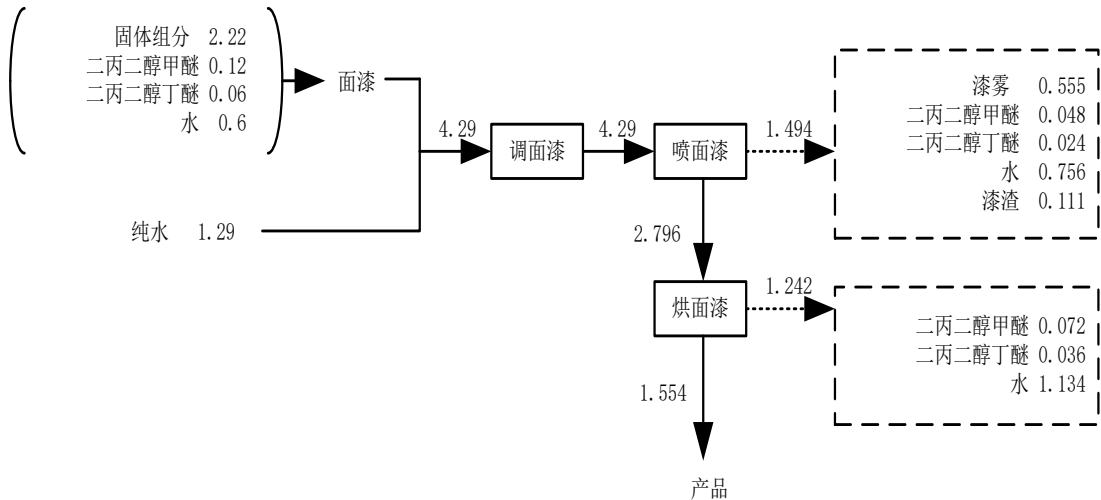 固体组分 2.22
二丙二醇甲醚 0.12
二丙二醇丁醚 0.06
水 0.6
面漆
纯水 1.29
4.29
调面漆
4.29
喷面漆
1.494
漆雾 0.555
二丙二醇甲醚 0.048
二丙二醇丁醚 0.024
水 0.756
漆渣 0.111
2.796
烘面漆
1.242
二丙二醇甲醚 0.072
二丙二醇丁醚 0.036
水 1.134
1.554
产品